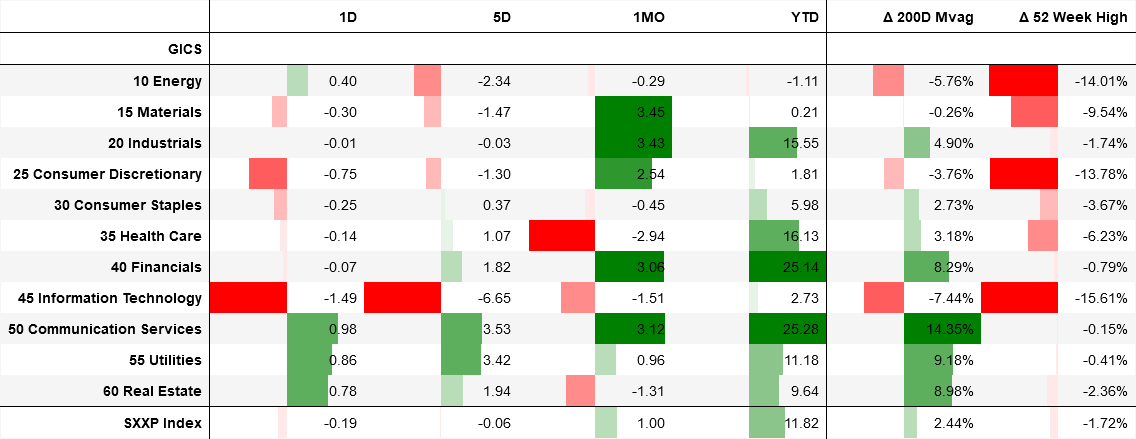 1D 5D 1MO YTD Δ 200D Mvag Δ 52 Week High
GICS
10 Energy 0.40 -2.34 -0.29 -1.11 -5.76% -14.01%
15 Materials -0.30 -1.47 3.45 0.21 -0.26% -9.54%
20 Industrials -0.01 -0.03 3.43 15.55 4.90% -1.74%
25 Consumer Discretionary -0.75 -1.30 2.54 1.81 -3.76% -13.78%
30 Consumer Staples -0.25 0.37 -0.45 5.98 2.73% -3.67%
35 Health Care -0.14 1.07 -2.94 16.13 3.18% -6.23%
40 Financials -0.07 1.82 3.06 25.14 8.29% -0.79%
45 Information Technology -1.49 -6.65 -1.51 2.73 -7.44% -15.61%
50 Communication Services 0.98 3.53 3.12 25.28 14.35% -0.15%
55 Utilities 0.86 3.42 0.96 11.18 9.18% -0.41%
60 Real Estate 0.78 1.94 -1.31 9.64 8.98% -2.36%
SXXP Index -0.19 -0.06 1.00 11.82 2.44% -1.72%